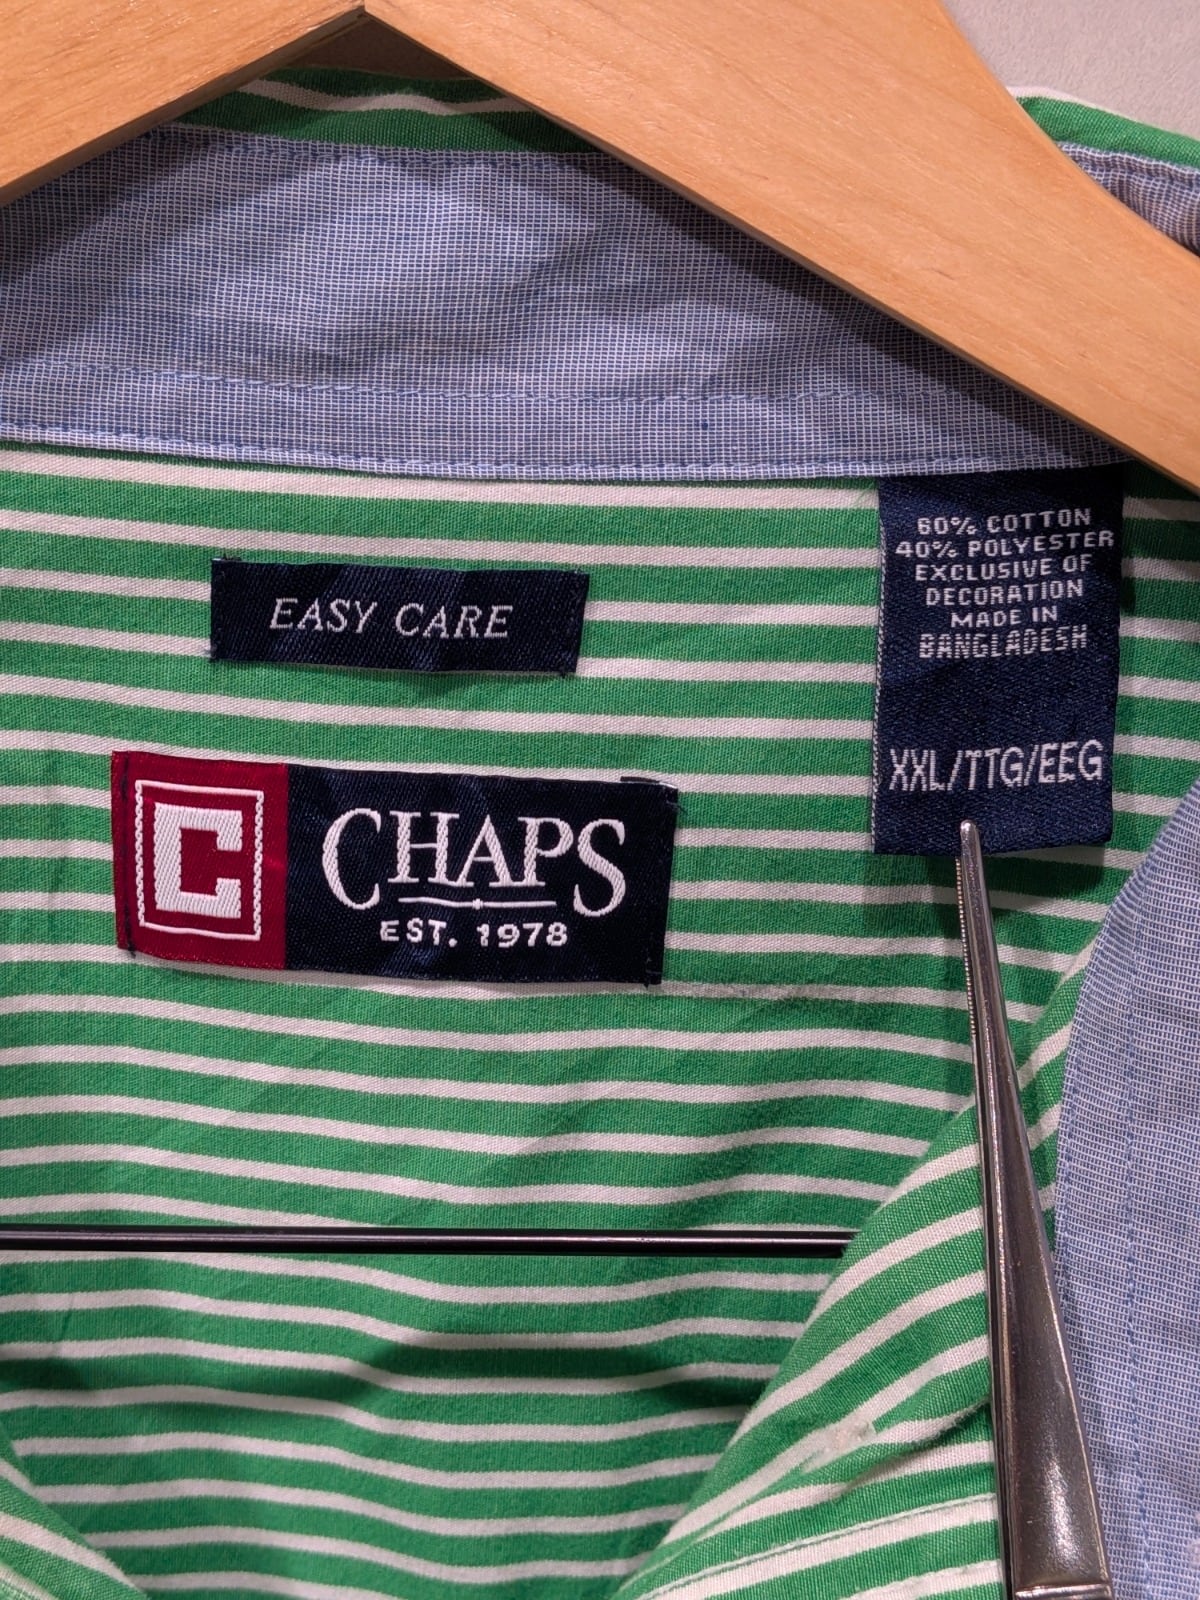 60% COTTON
40% POLYESTER
EXCLUSIVE OF
DECORATION
MADE IN
BANGLADESH
XXL/TTG/EEG
EASY CARE
C
CHAPS
EST. 1978